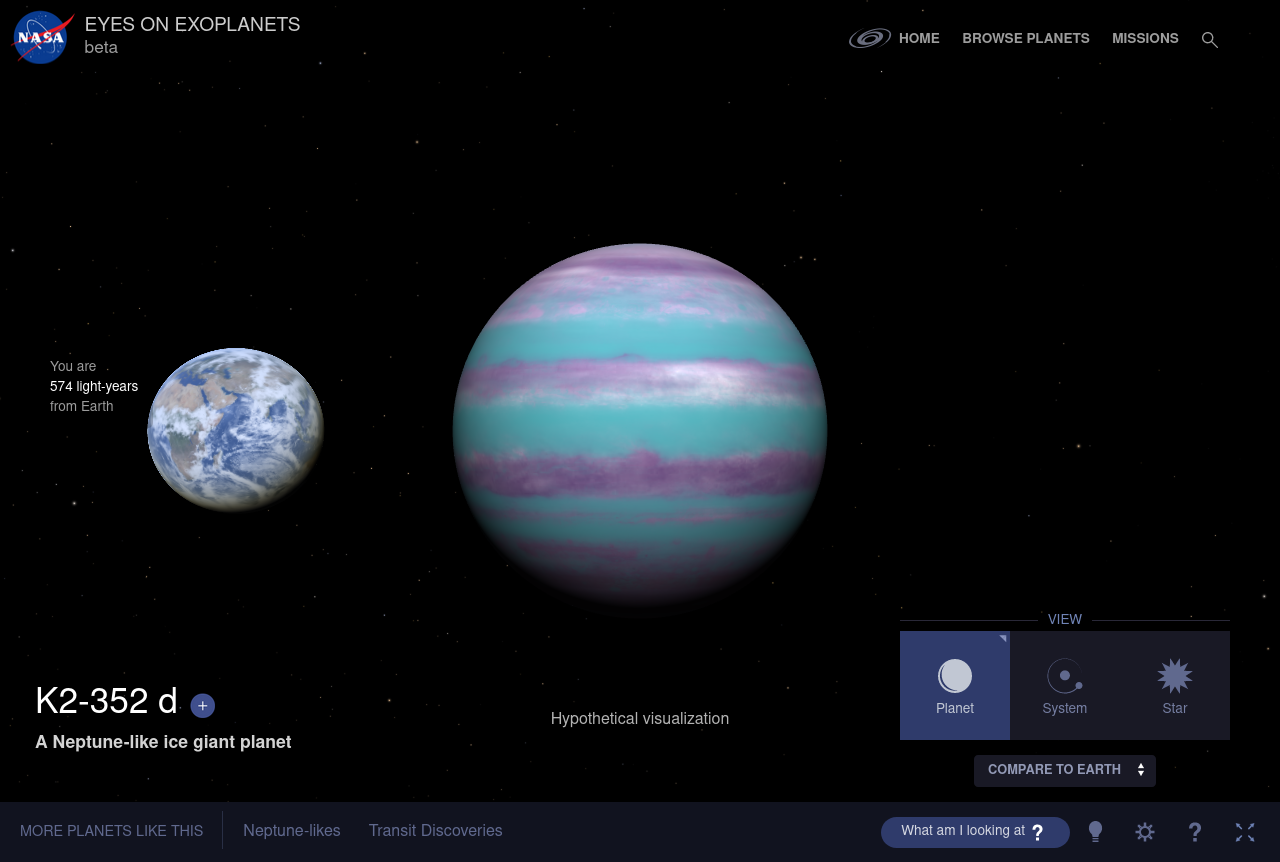 NASA
EYES ON EXOPLANETS
beta
HOME
BROWSE PLANETS
MISSIONS
You are
574 light-years
from Earth
VIEW
Planet
System
Star
K2-352 d +
A Neptune-like ice giant planet
Hypothetical visualization
COMPARE TO EARTH
MORE PLANETS LIKE THIS
Neptune-likes
Transit Discoveries
What am I looking at ?
?